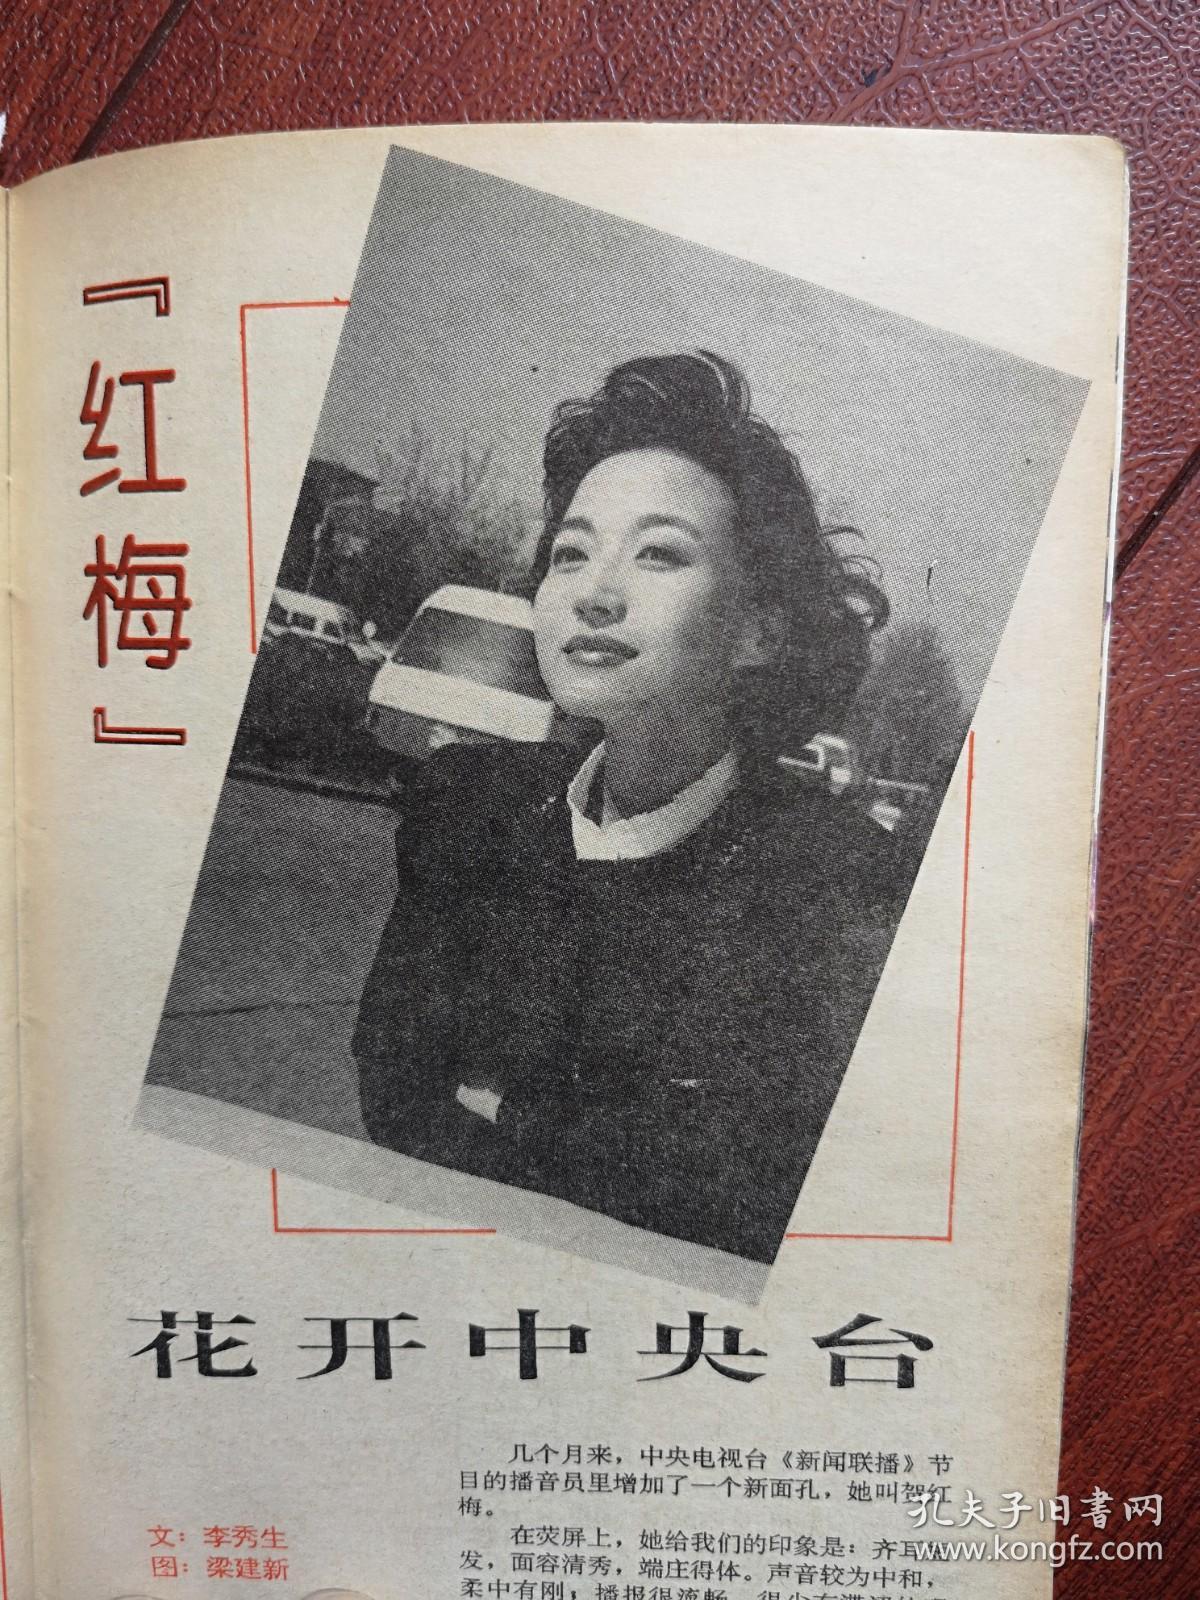 『红梅』
花开中央台
文：李秀生
图：梁建新
几个月来，中央电视台《新闻联播》节
目的播音员里增加了一个新面孔，她叫贺红
梅。
在荧屏上，她给我们的印象是：齐耳
发，面容清秀，端庄得体。声音较为中和，
柔中有刚；播报很流畅，很少有
孔夫子旧书网
www.kongfz.com